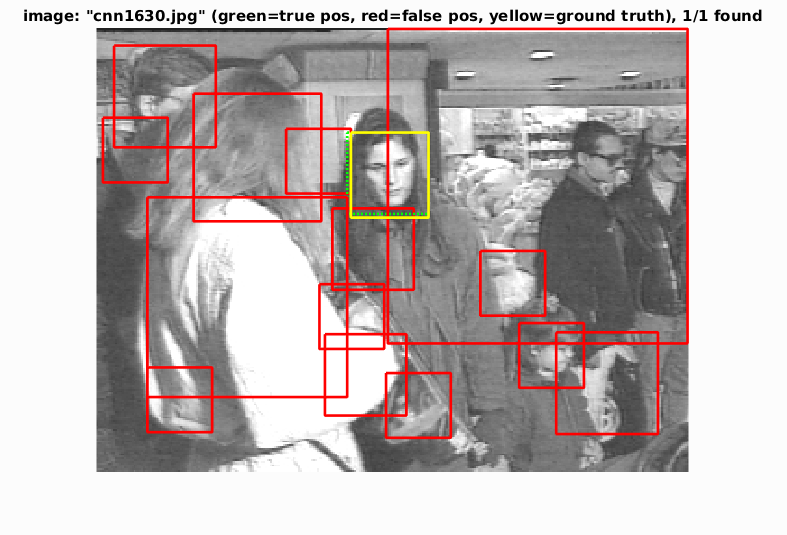 image: "cnn1630.jpg" (green=true pos, red=false pos, yellow=ground truth), 1/1 found